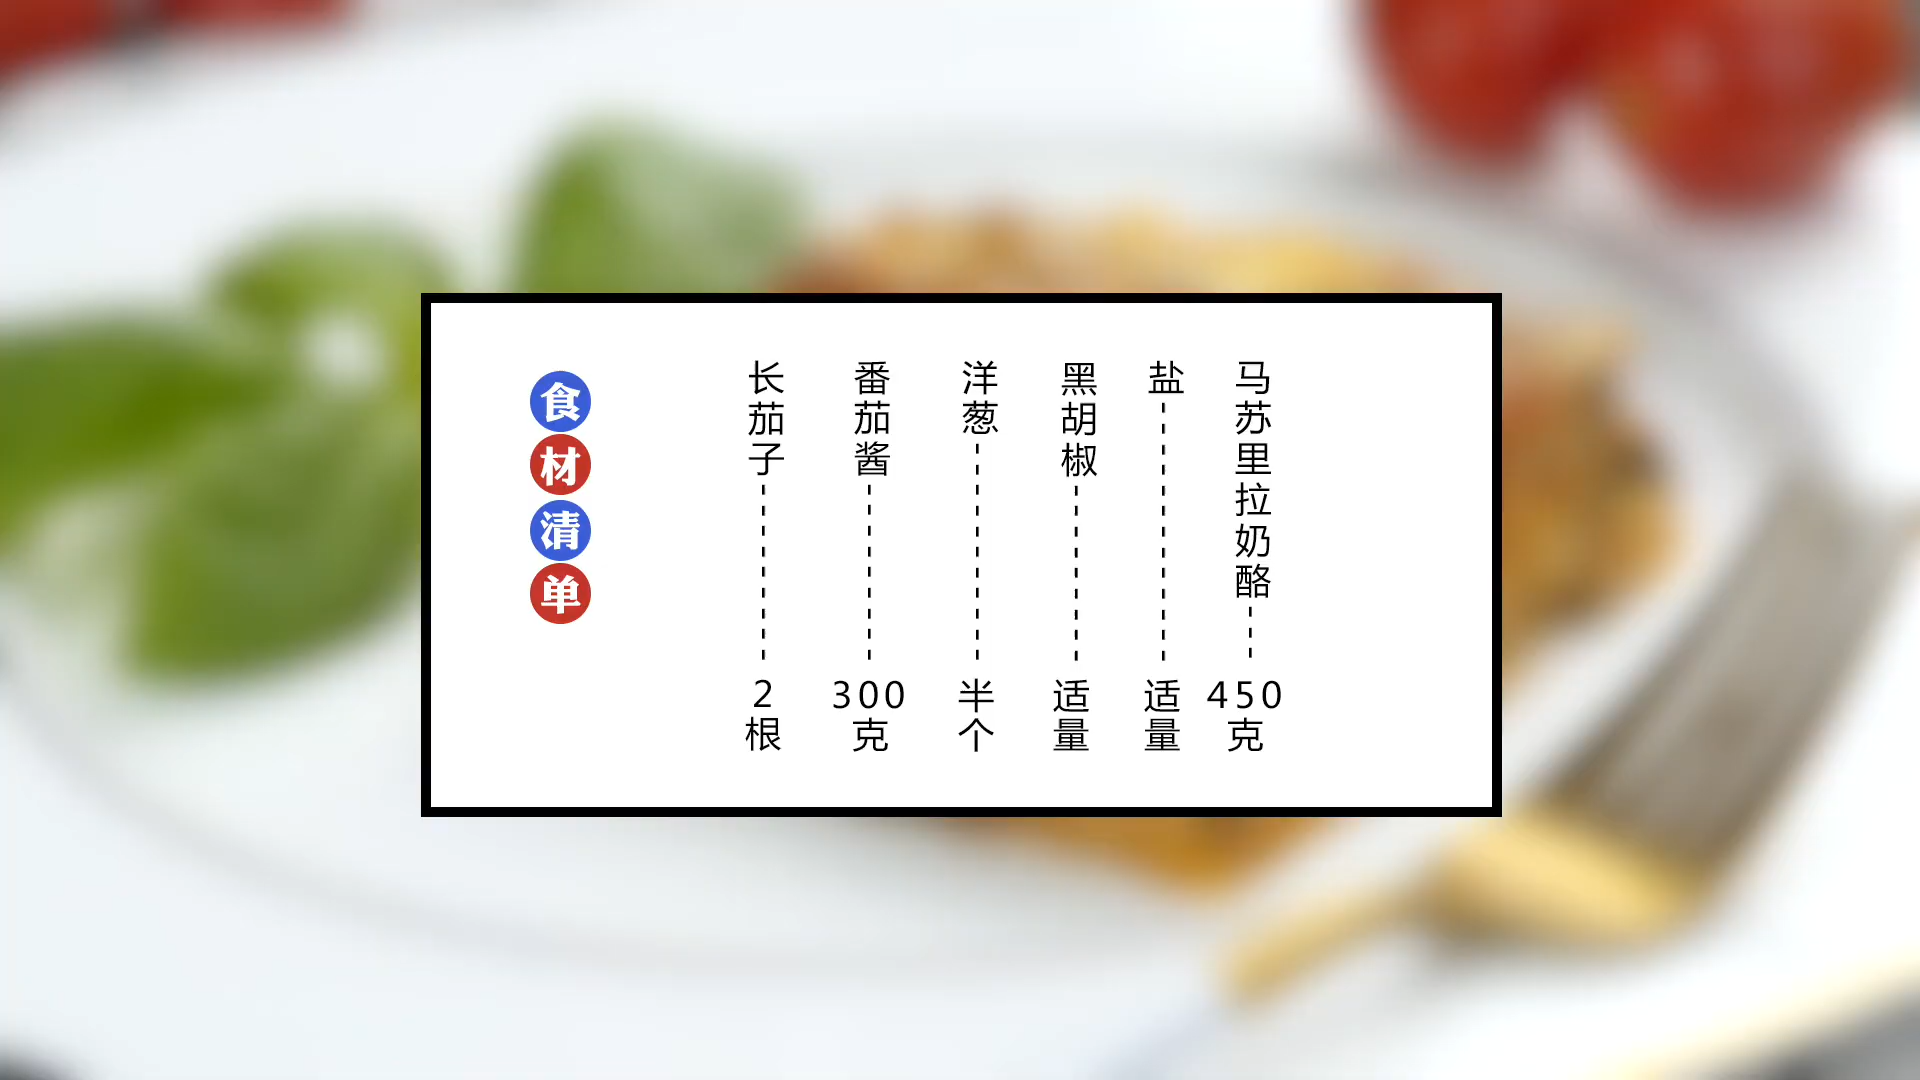 食材清单
长茄子 2根
番茄酱 300克
洋葱 半个
黑胡椒 适量
盐 适量
马苏里拉奶酪 450克